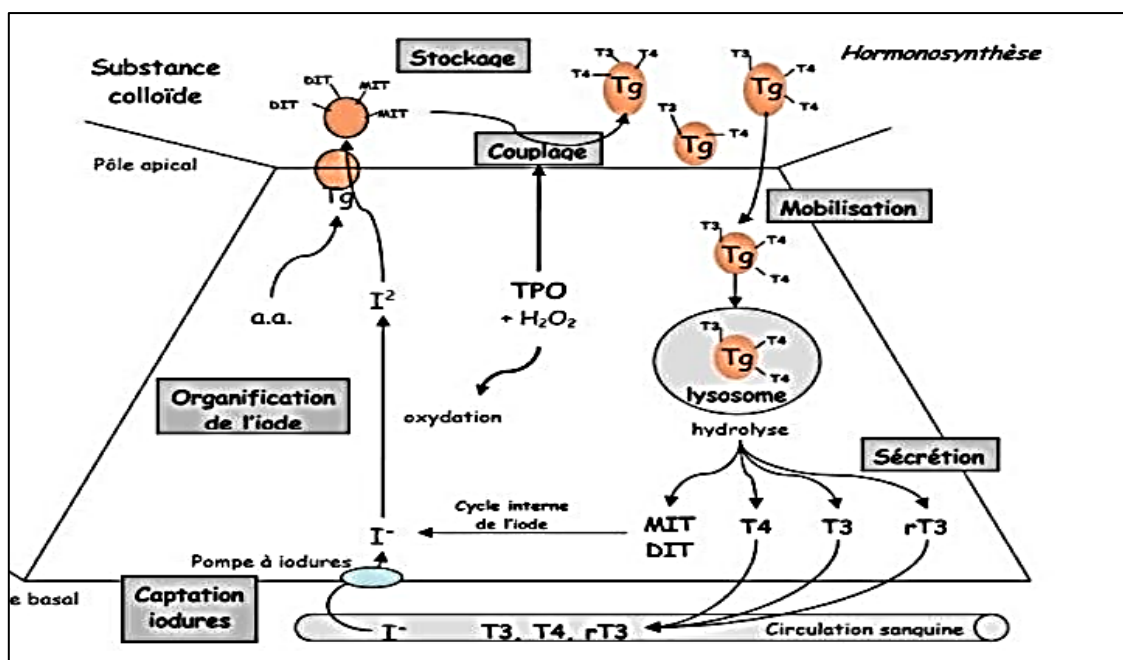 Hormonosynthèse
Stockage
Substance
colloïde
DIT
DIT
MIT
MIT
T3
T4
T4
Tg
T3
T4
T4
Tg
T3
T4
Tg
Couplage
Pôle apical
Tg
Mobilisation
T3
T4
T4
Tg
a.a.
I²
TPO
+ H₂O₂
T3
T4
T4
Tg
lysosome
Organification
de l'iode
oxydation
hydrolyse
Sécrétion
Cycle interne
de l'iode
I⁻
MIT
DIT
T4
T3
rT3
Pompe à iodures
e basal
Captation
iodures
I⁻
T3, T4, rT3
Circulation sanguine